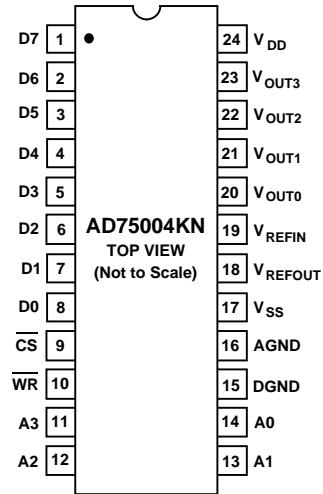 D7 1 24 VDD
D6 2 23 VOUT3
D5 3 22 VOUT2
D4 4 21 VOUT1
D3 5 20 VOUT0
D2 6 AD75004KN 19 VREFIN
TOP VIEW
D1 7 (Not to Scale) 18 VREFOUT
D0 8 17 VSS
CS 9 16 AGND
WR 10 15 DGND
A3 11 14 A0
A2 12 13 A1